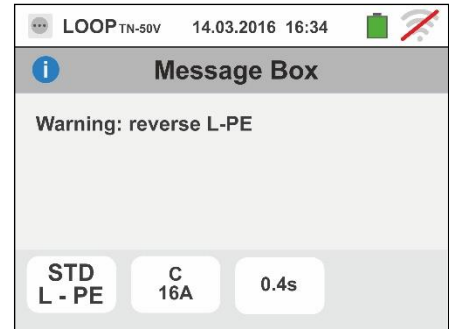 LOOP TN-50V 14.03.2016 16:34
i Message Box
Warning: reverse L-PE
STD
L - PE
C
16A
0.4s